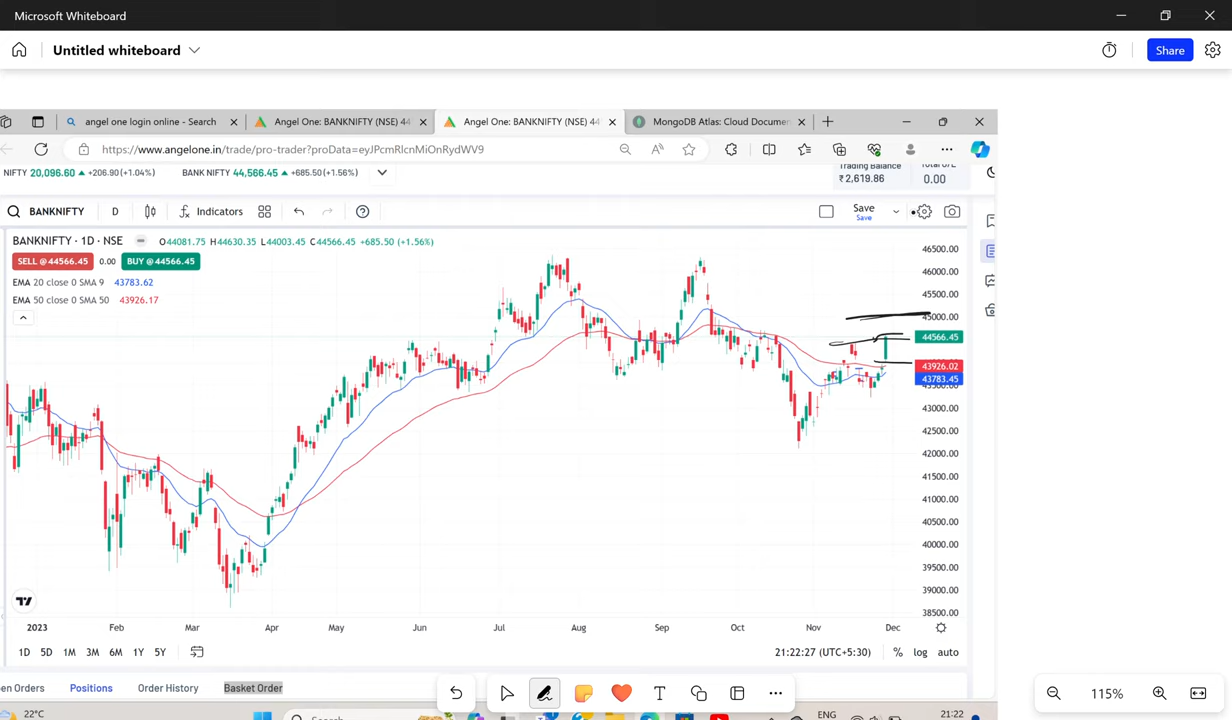 Microsoft Whiteboard
Untitled whiteboard
Share
angel one login online - Search
Angel One: BANKNIFTY (NSE) 44
Angel One: BANKNIFTY (NSE) 44
MongoDB Atlas: Cloud Documen
https://www.angelone.in/trade/pro-trader?proData=eyJPcmRlcnMiOnRydWV9
NIFTY 20,096.60 +206.90 (+1.04%) BANK NIFTY 44,566.45 +685.50 (+1.56%)
Trading Balance
₹ 2,619.86 0.00
BANKNIFTY D Indicators Save
Save
BANKNIFTY · 1D · NSE O44081.75 H44630.35 L44003.45 C44566.45 +685.50 (+1.56%)
SELL @ 44566.45 0.00 BUY @ 44566.45
EMA 20 close 0 SMA 9 43783.62
EMA 50 close 0 SMA 50 43926.17
46500.00
46000.00
45500.00
45000.00
44566.45
43926.02
43783.45
43500.00
43000.00
42500.00
42000.00
41500.00
41000.00
40500.00
40000.00
39500.00
39000.00
38500.00
2023 Feb Mar Apr May Jun Jul Aug Sep Oct Nov Dec
1D 5D 1M 3M 6M 1Y 5Y 21:22:27 (UTC+5:30) % log auto
en Orders Positions Order History Basket Order
115%
22°C
Search
ENG 21:22